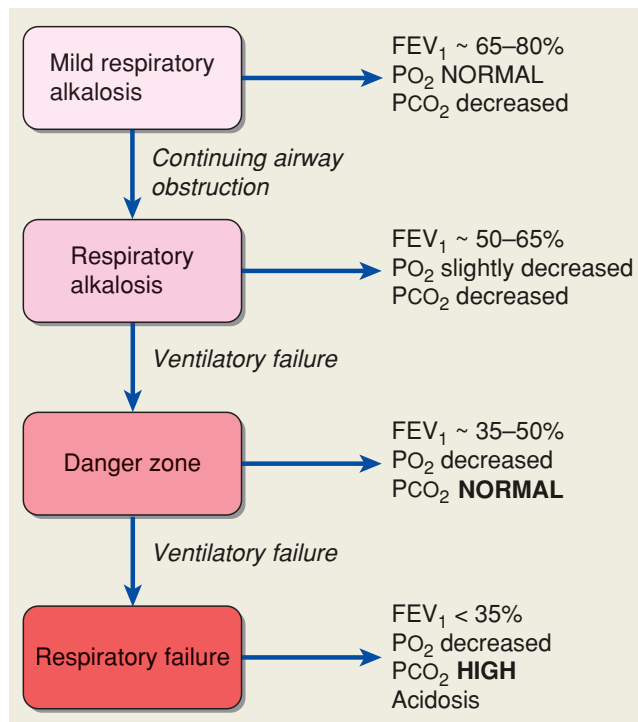 Mild respiratory
alkalosis
FEV₁ ~ 65–80%
PO₂ NORMAL
PCO₂ decreased
Continuing airway
obstruction
Respiratory
alkalosis
FEV₁ ~ 50–65%
PO₂ slightly decreased
PCO₂ decreased
Ventilatory failure
Danger zone
FEV₁ ~ 35–50%
PO₂ decreased
PCO₂ NORMAL
Ventilatory failure
Respiratory failure
FEV₁ < 35%
PO₂ decreased
PCO₂ HIGH
Acidosis